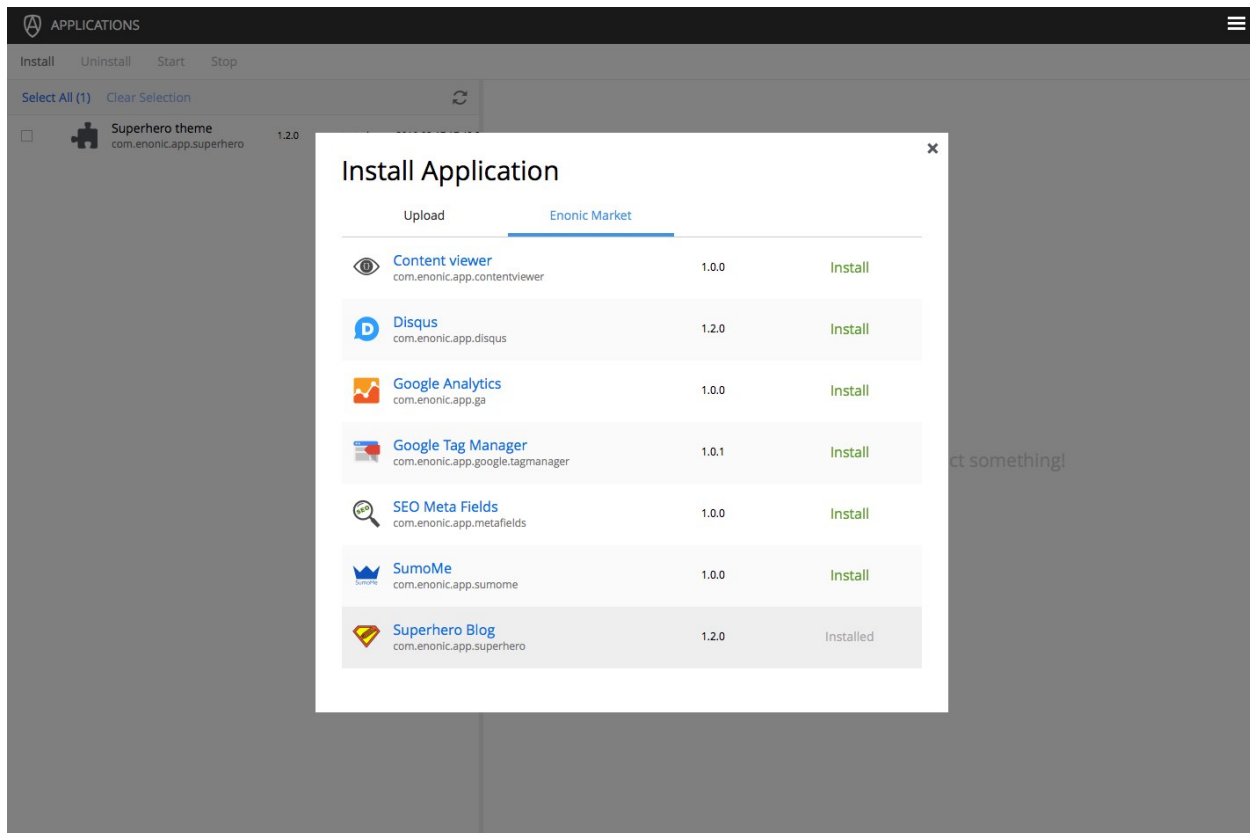 APPLICATIONS
Install Uninstall Start Stop
Select All (1) Clear Selection
Superhero theme
com.enonic.app.superhero
1.2.0
Install Application
Upload Enonic Market
Content viewer
com.enonic.app.contentviewer
1.0.0 Install
Disqus
com.enonic.app.disqus
1.2.0 Install
Google Analytics
com.enonic.app.ga
1.0.0 Install
Google Tag Manager
com.enonic.app.google.tagmanager
1.0.1 Install
ct something!
SEO
SEO Meta Fields
com.enonic.app.metafields
1.0.0 Install
SumoMe
SumoMe
com.enonic.app.sumome
1.0.0 Install
Superhero Blog
com.enonic.app.superhero
1.2.0 Installed